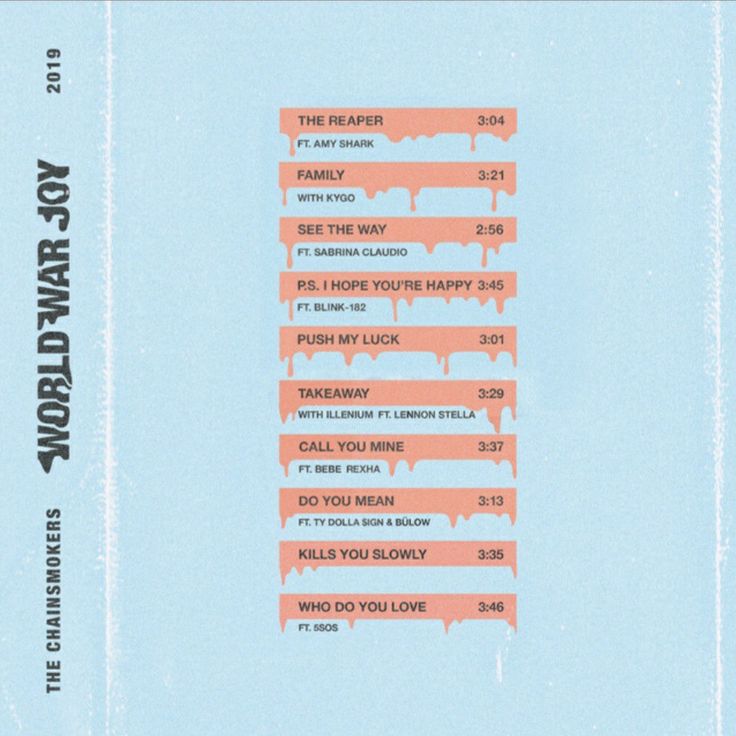 THE CHAINSMOKERS WORLD WAR JOY 2019
THE REAPER 3:04
FT. AMY SHARK
FAMILY 3:21
WITH KYGO
SEE THE WAY 2:56
FT. SABRINA CLAUDIO
P.S. I HOPE YOU'RE HAPPY 3:45
FT. BLINK-182
PUSH MY LUCK 3:01
TAKEAWAY 3:29
WITH ILLENIUM FT. LENNON STELLA
CALL YOU MINE 3:37
FT. BEBE REXHA
DO YOU MEAN 3:13
FT. TY DOLLA $IGN & BÜLOW
KILLS YOU SLOWLY 3:35
WHO DO YOU LOVE 3:46
FT. 5SOS